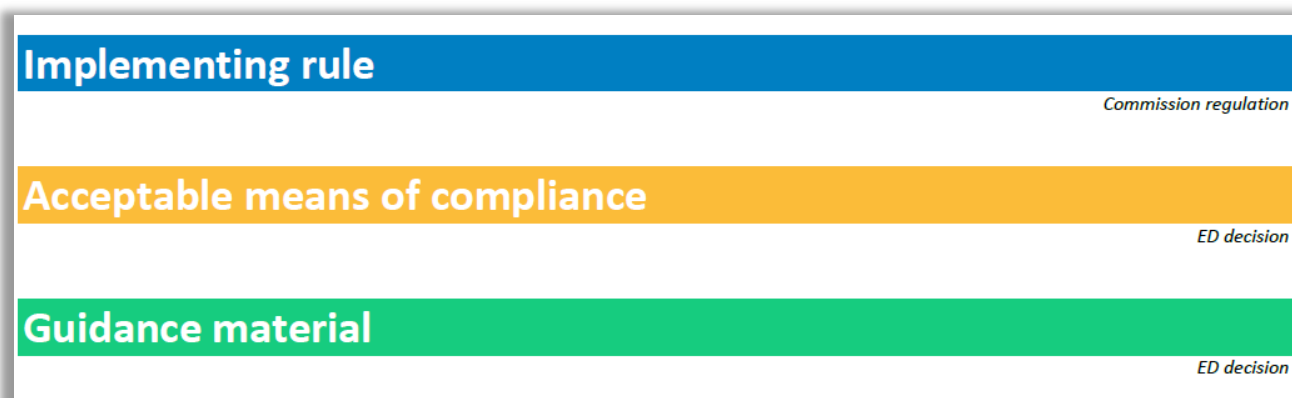 Implementing rule
Commission regulation
Acceptable means of compliance
ED decision
Guidance material
ED decision